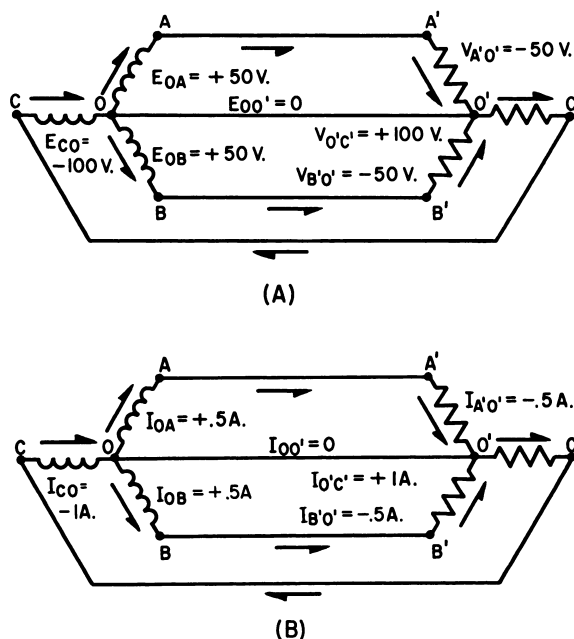 A
A'
V_A'O' = -50 V.
E_OA = +50 V.
C
O
E_OO' = 0
O'
C
E_CO =
-100 V.
E_OB = +50 V.
V_O'C' = +100 V.
V_B'O' = -50 V.
B
B'
(A)
A
A'
I_OA = +.5A.
I_A'O' = -.5A.
C
O
I_OO' = 0
O'
C
I_CO =
-1A.
I_OB = +.5A
I_O'C' = +1A.
I_B'O' = -.5A.
B
B'
(B)